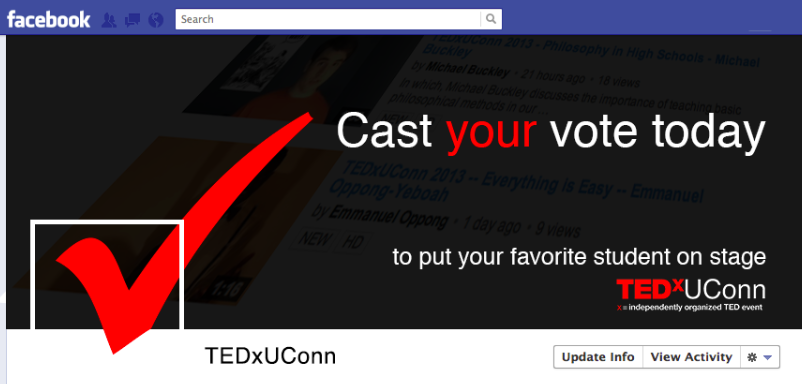 facebook
Search
TEDxUConn 2013 - Philosophy in High Schools - Michael
Buckley
by Michael Buckley • 21 hours ago • 18 views
In which, Michael Buckley discusses the importance of teaching basic
philosophical methods in our ...
NEW
Cast your vote today
TEDxUConn 2013 -- Everything is Easy -- Emmanuel
Oppong-Yeboah
by Emmanuel Oppong • 1 day ago • 9 views
NEW HD
1:16
to put your favorite student on stage
TEDxUConn
x = independently organized TED event
TEDxUConn
Update Info
View Activity